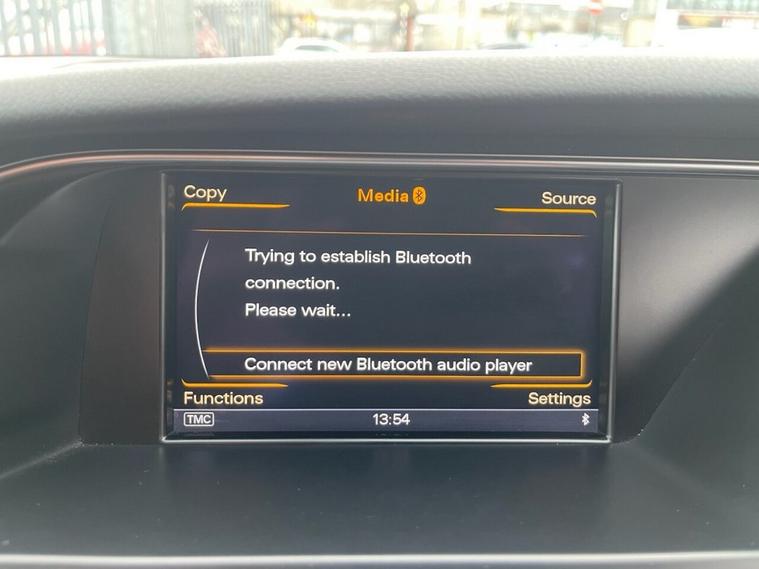 Copy
Media
Source
Trying to establish Bluetooth
connection.
Please wait...
Connect new Bluetooth audio player
Functions
Settings
TMC
13:54